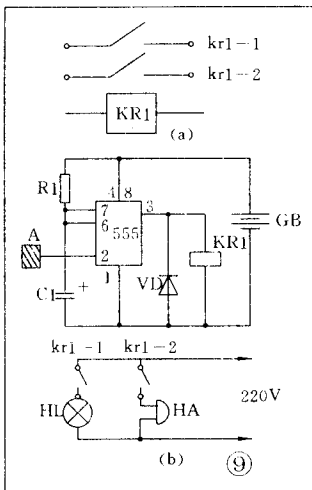 kr1-1
kr1-2
KR1
(a)
R1
4 8
7
3
6
555
A
GB
2
KR1
1
VD
C1
+
kr1-1
kr1-2
HL
HA
220V
(b)
⑨